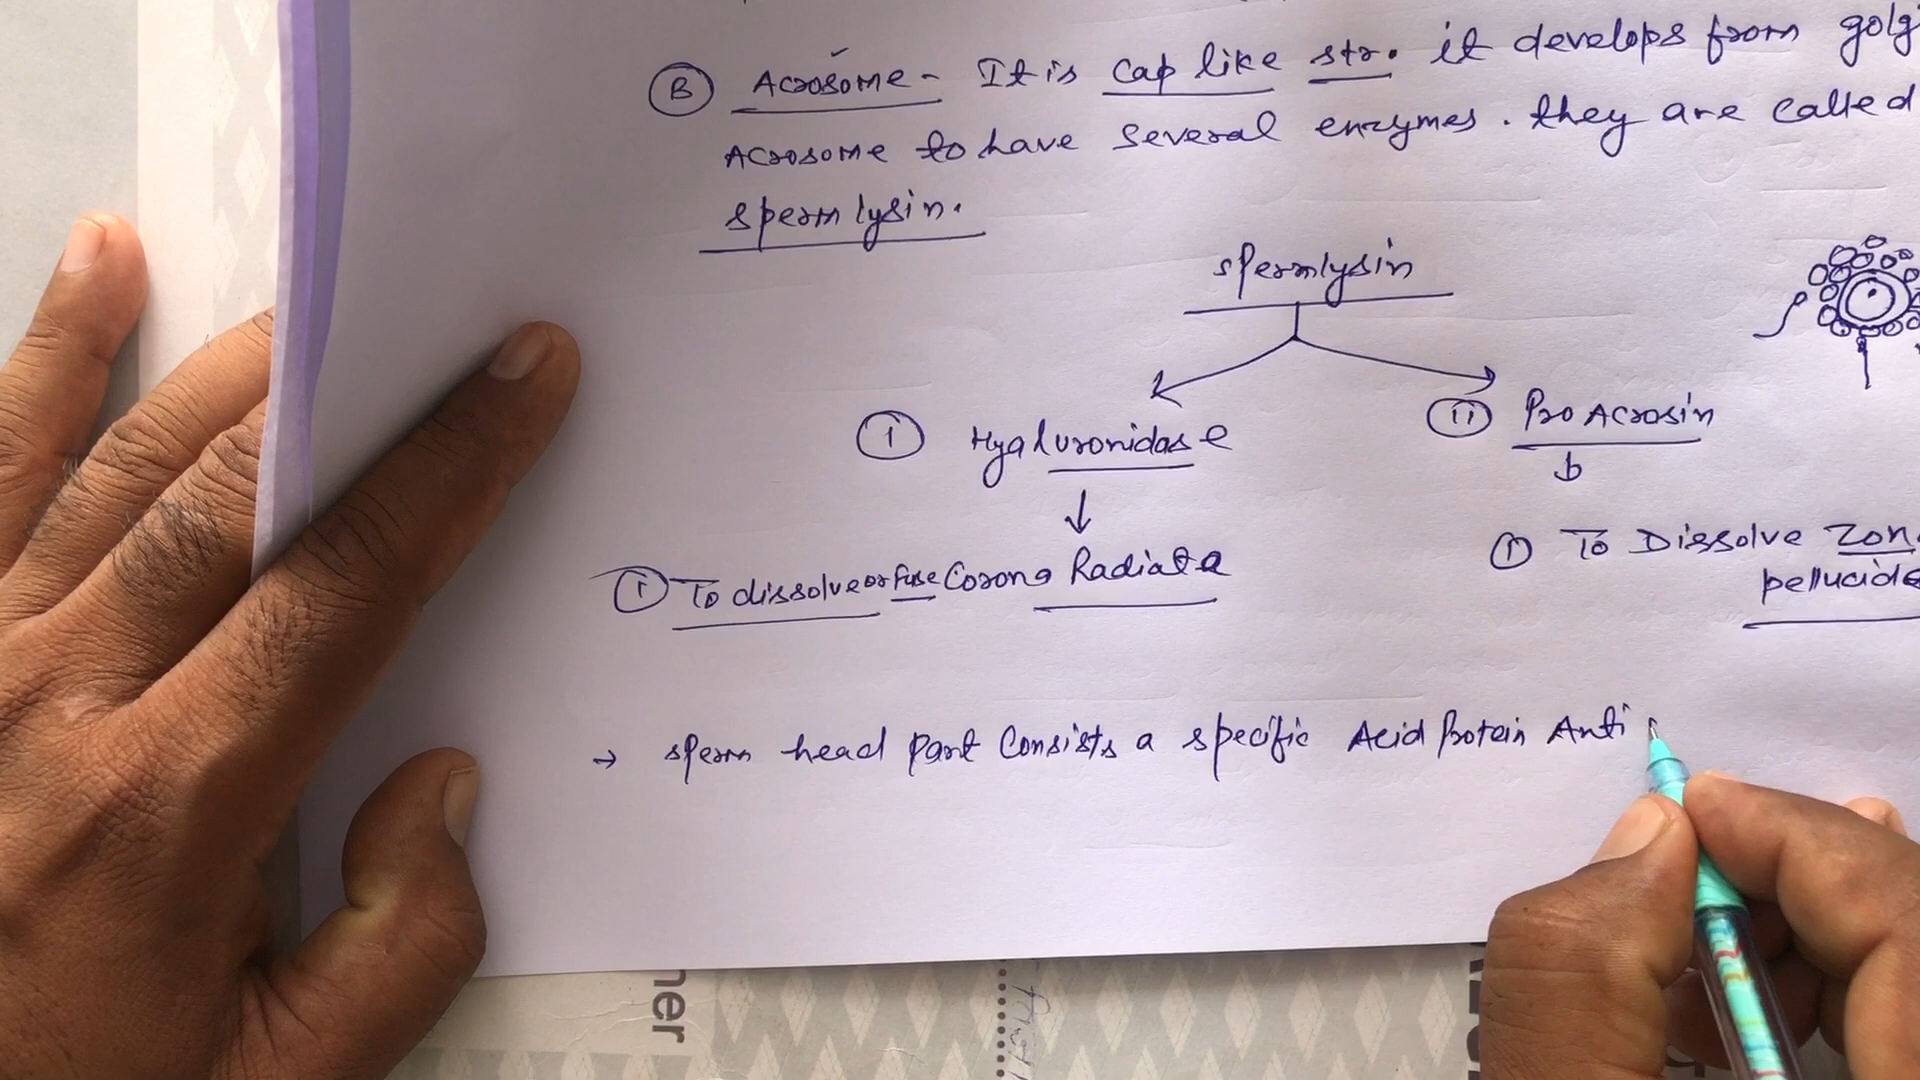 B Acrosome - It is cap like str. it develops from golg
Acrosome to have several enzymes. they are called
spermlysin.
spermlysin
I Hyaluronidase
II Pro Acrosin
I To dissolve or fuse Corona Radiata
I To Dissolve Zon
pellucid
→ sperm head part Consists a specific Acid Protein Anti
ner